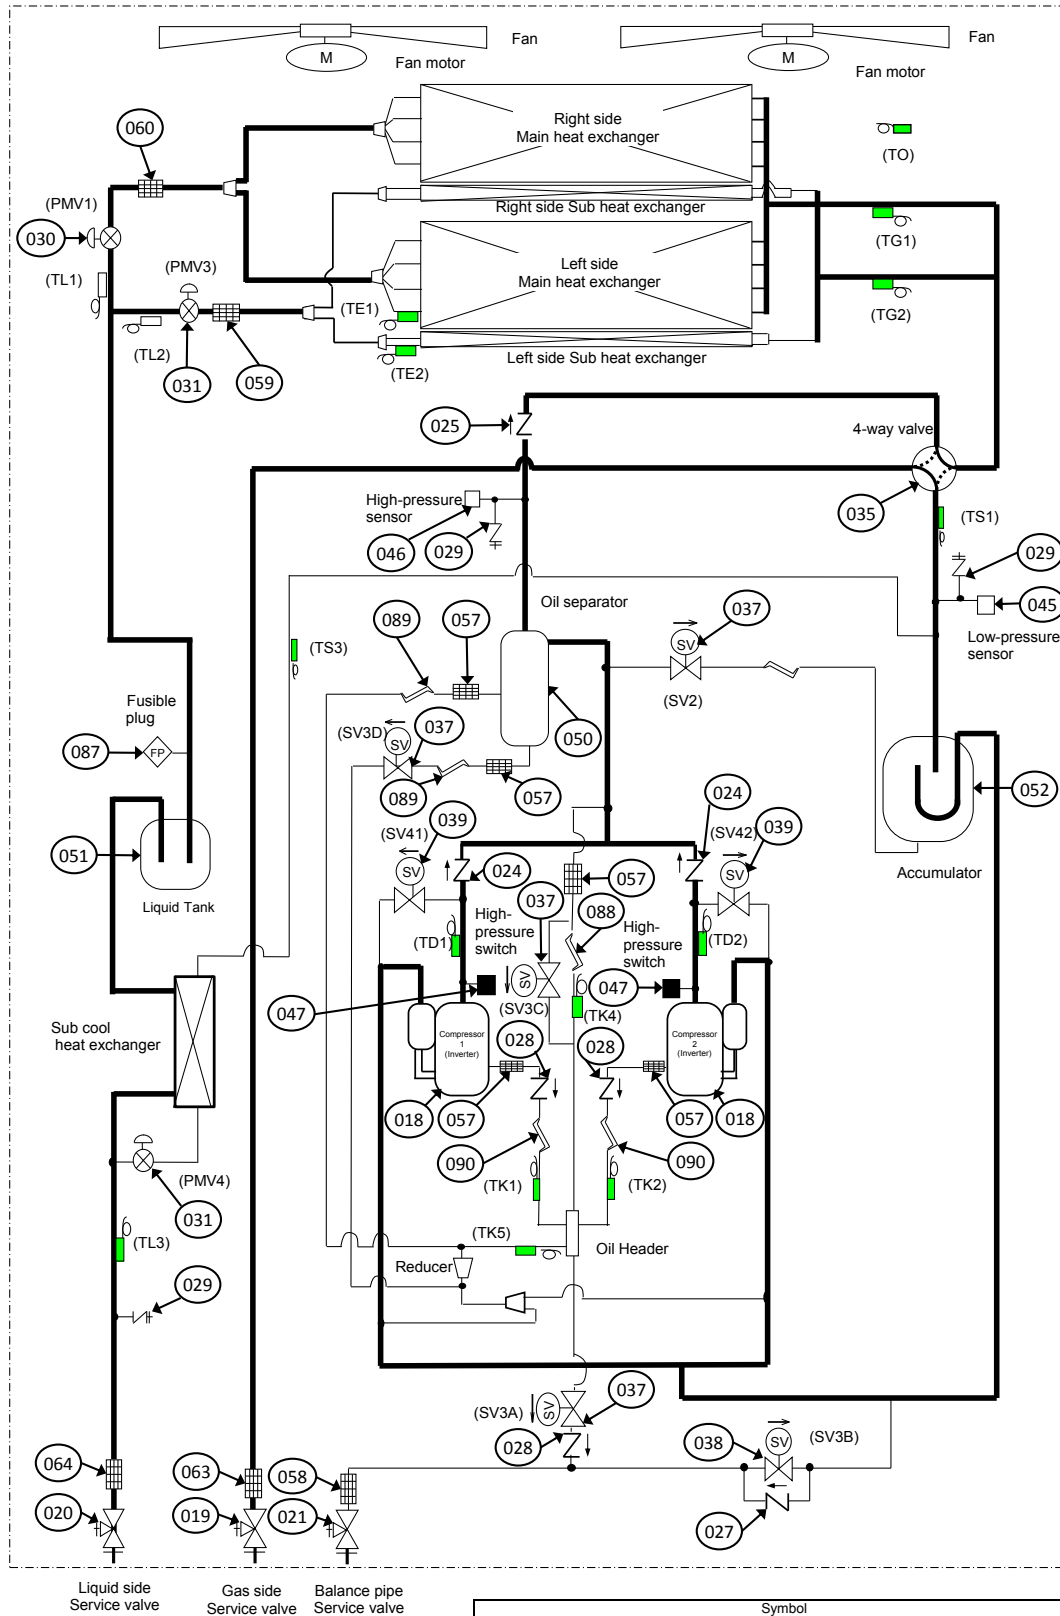 Fan
Fan
M
M
Fan motor
Fan motor
Right side
Main heat exchanger
060
(TO)
(PMV1)
Right side Sub heat exchanger
030
(TG1)
(PMV3)
Left side
Main heat exchanger
(TL1)
(TE1)
(TG2)
(TL2)
(TE2)
Left side Sub heat exchanger
031
059
025
4-way valve
High-pressure
sensor
035
(TS1)
046
029
029
Oil separator
037
045
089
057
Low-pressure
sensor
(TS3)
SV
Fusible
plug
(SV2)
050
(SV3D)
037
SV
087
FP
089
057
052
024
039
(SV41)
(SV42)
039
051
SV
024
057
SV
Accumulator
Liquid Tank
037
088
High-
pressure
switch
High-
pressure
switch
(TD1)
(TD2)
SV
047
047
(SV3C)
(TK4)
Sub cool
heat exchanger
Compressor
1
(Inverter)
Compressor
2
(Inverter)
028
028
018
057
057
018
090
090
(PMV4)
(TK1)
(TK2)
031
(TL3)
(TK5)
Oil Header
Reducer
029
037
(SV3A)
SV
(SV3B)
038
SV
028
064
063
058
020
019
021
027
Liquid side
Service valve
Gas side
Service valve
Balance pipe
Service valve
Symbol